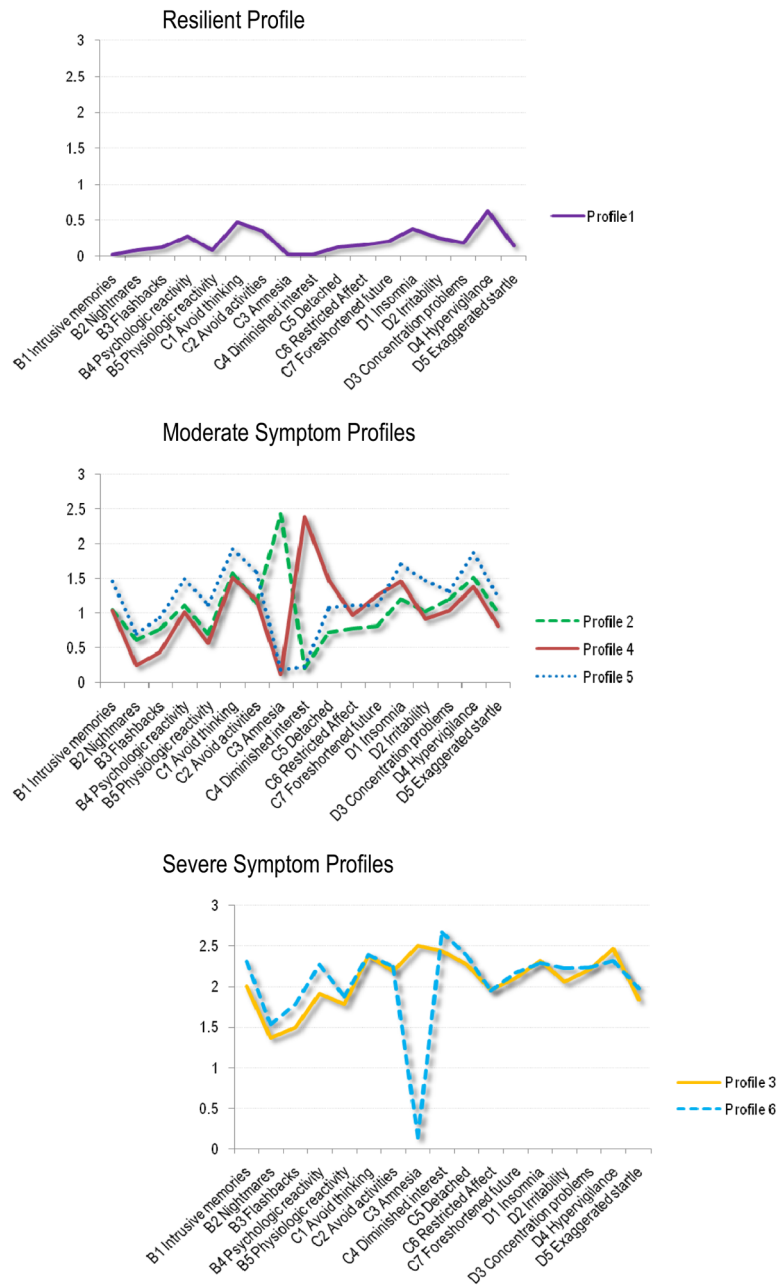 Resilient Profile
3
2.5
2
1.5
1
0.5
0
Profile 1
B1 Intrusive memories
B2 Nightmares
B3 Flashbacks
B4 Psychologic reactivity
B5 Physiologic reactivity
C1 Avoid thinking
C2 Avoid activities
C3 Amnesia
C4 Diminished interest
C5 Detached
C6 Restricted Affect
C7 Foreshortened future
D1 Insomnia
D2 Irritability
D3 Concentration problems
D4 Hypervigilance
D5 Exaggerated startle
Moderate Symptom Profiles
3
2.5
2
1.5
1
0.5
0
Profile 2
Profile 4
Profile 5
B1 Intrusive memories
B2 Nightmares
B3 Flashbacks
B4 Psychologic reactivity
B5 Physiologic reactivity
C1 Avoid thinking
C2 Avoid activities
C3 Amnesia
C4 Diminished interest
C5 Detached
C6 Restricted Affect
C7 Foreshortened future
D1 Insomnia
D2 Irritability
D3 Concentration problems
D4 Hypervigilance
D5 Exaggerated startle
Severe Symptom Profiles
3
2.5
2
1.5
1
0.5
0
Profile 3
Profile 6
B1 Intrusive memories
B2 Nightmares
B3 Flashbacks
B4 Psychologic reactivity
B5 Physiologic reactivity
C1 Avoid thinking
C2 Avoid activities
C3 Amnesia
C4 Diminished interest
C5 Detached
C6 Restricted Affect
C7 Foreshortened future
D1 Insomnia
D2 Irritability
D3 Concentration problems
D4 Hypervigilance
D5 Exaggerated startle